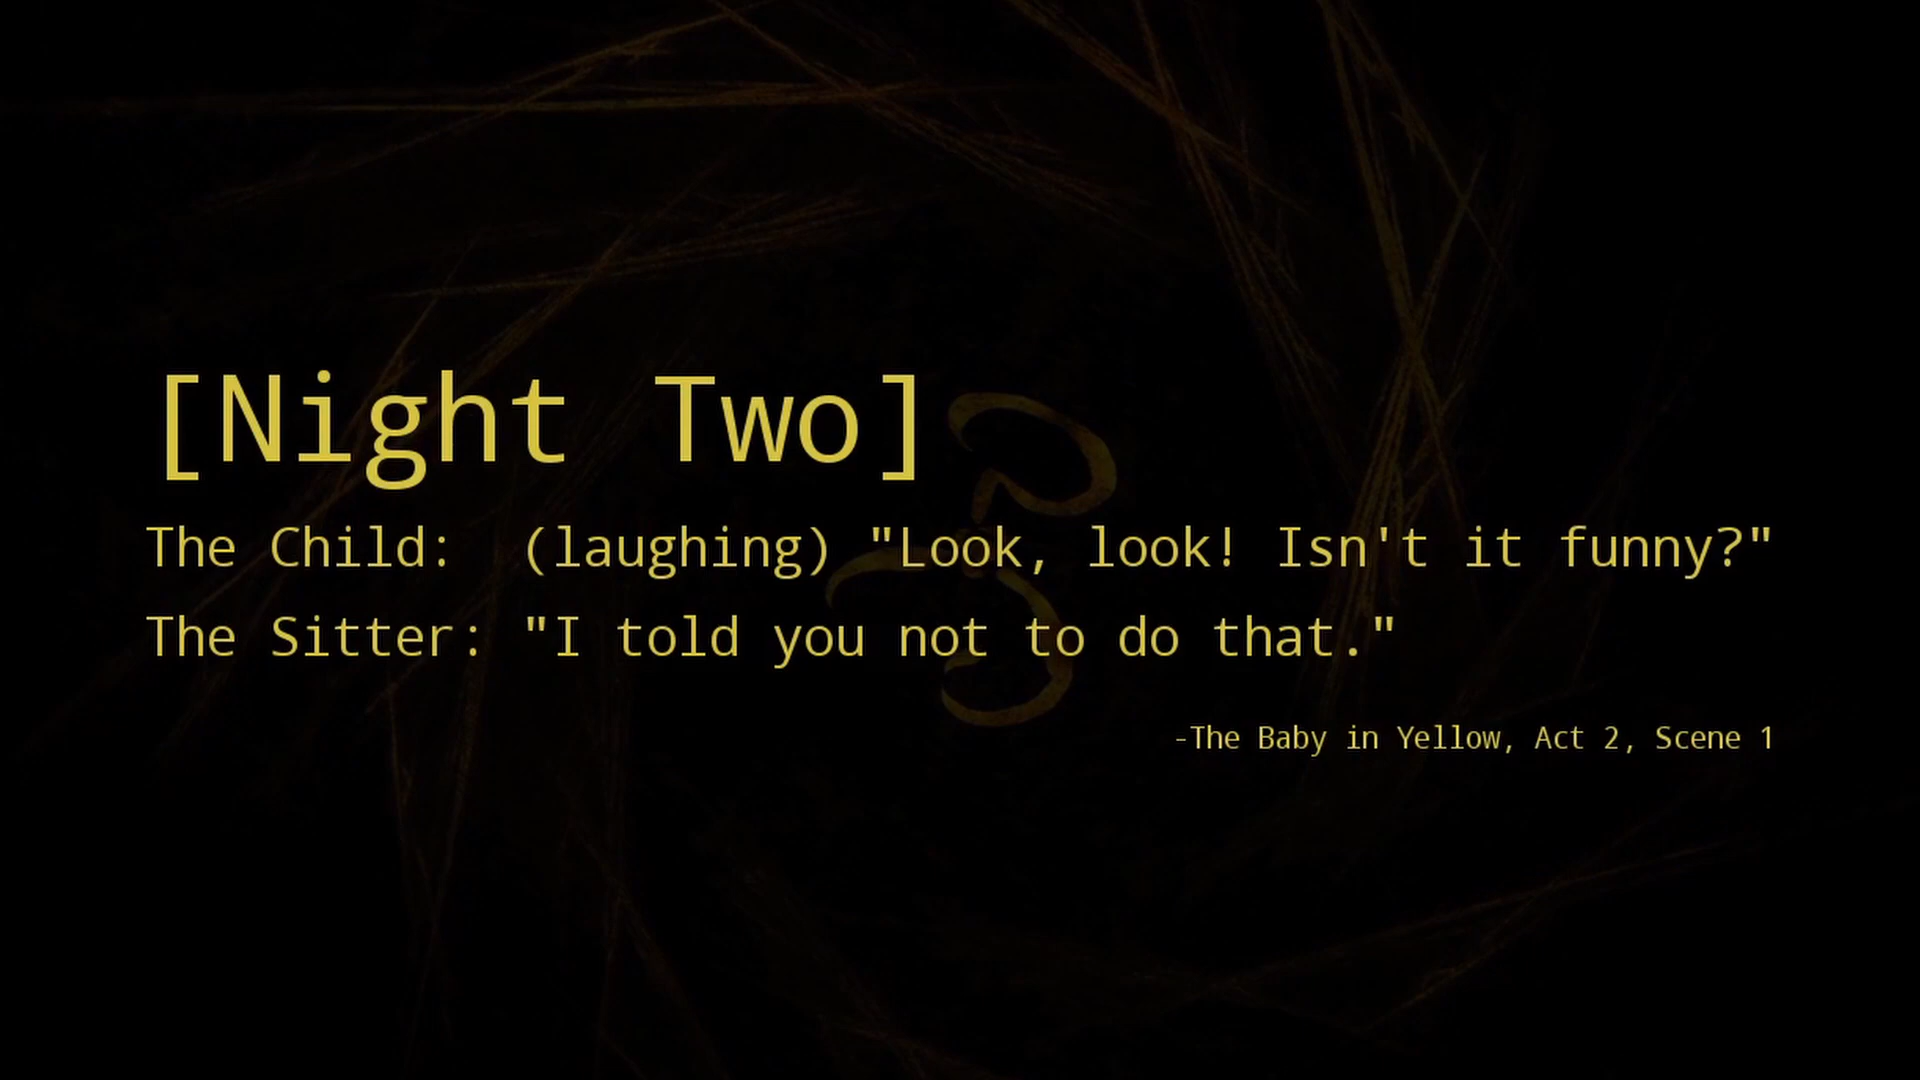 [Night Two]
The Child:  (laughing) "Look, look! Isn't it funny?"
The Sitter: "I told you not to do that."
-The Baby in Yellow, Act 2, Scene 1